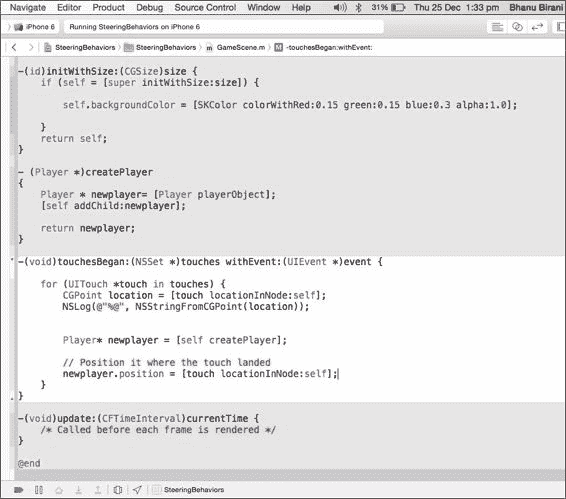 Navigate Editor Product Debug Source Control Window Help 31% Thu 25 Dec 1:33 pm Bhanu Birani
iPhone 6 Running SteeringBehaviors on iPhone 6
SteeringBehaviors SteeringBehaviors GameScene.m -touchesBegan:withEvent:
-(id)initWithSize:(CGSize)size {
if (self = [super initWithSize:size]) {
self.backgroundColor = [SKColor colorWithRed:0.15 green:0.15 blue:0.3 alpha:1.0];
}
return self;
}
- (Player *)createPlayer
{
Player * newplayer= [Player playerObject];
[self addChild:newplayer];
return newplayer;
}
-(void)touchesBegan:(NSSet *)touches withEvent:(UIEvent *)event {
for (UITouch *touch in touches) {
CGPoint location = [touch locationInNode:self];
NSLog(@"%@", NSStringFromCGPoint(location));
Player* newplayer = [self createPlayer];
// Position it where the touch landed
newplayer.position = [touch locationInNode:self];
}
}
-(void)update:(CFTimeInterval)currentTime {
/* Called before each frame is rendered */
}
@end
SteeringBehaviors